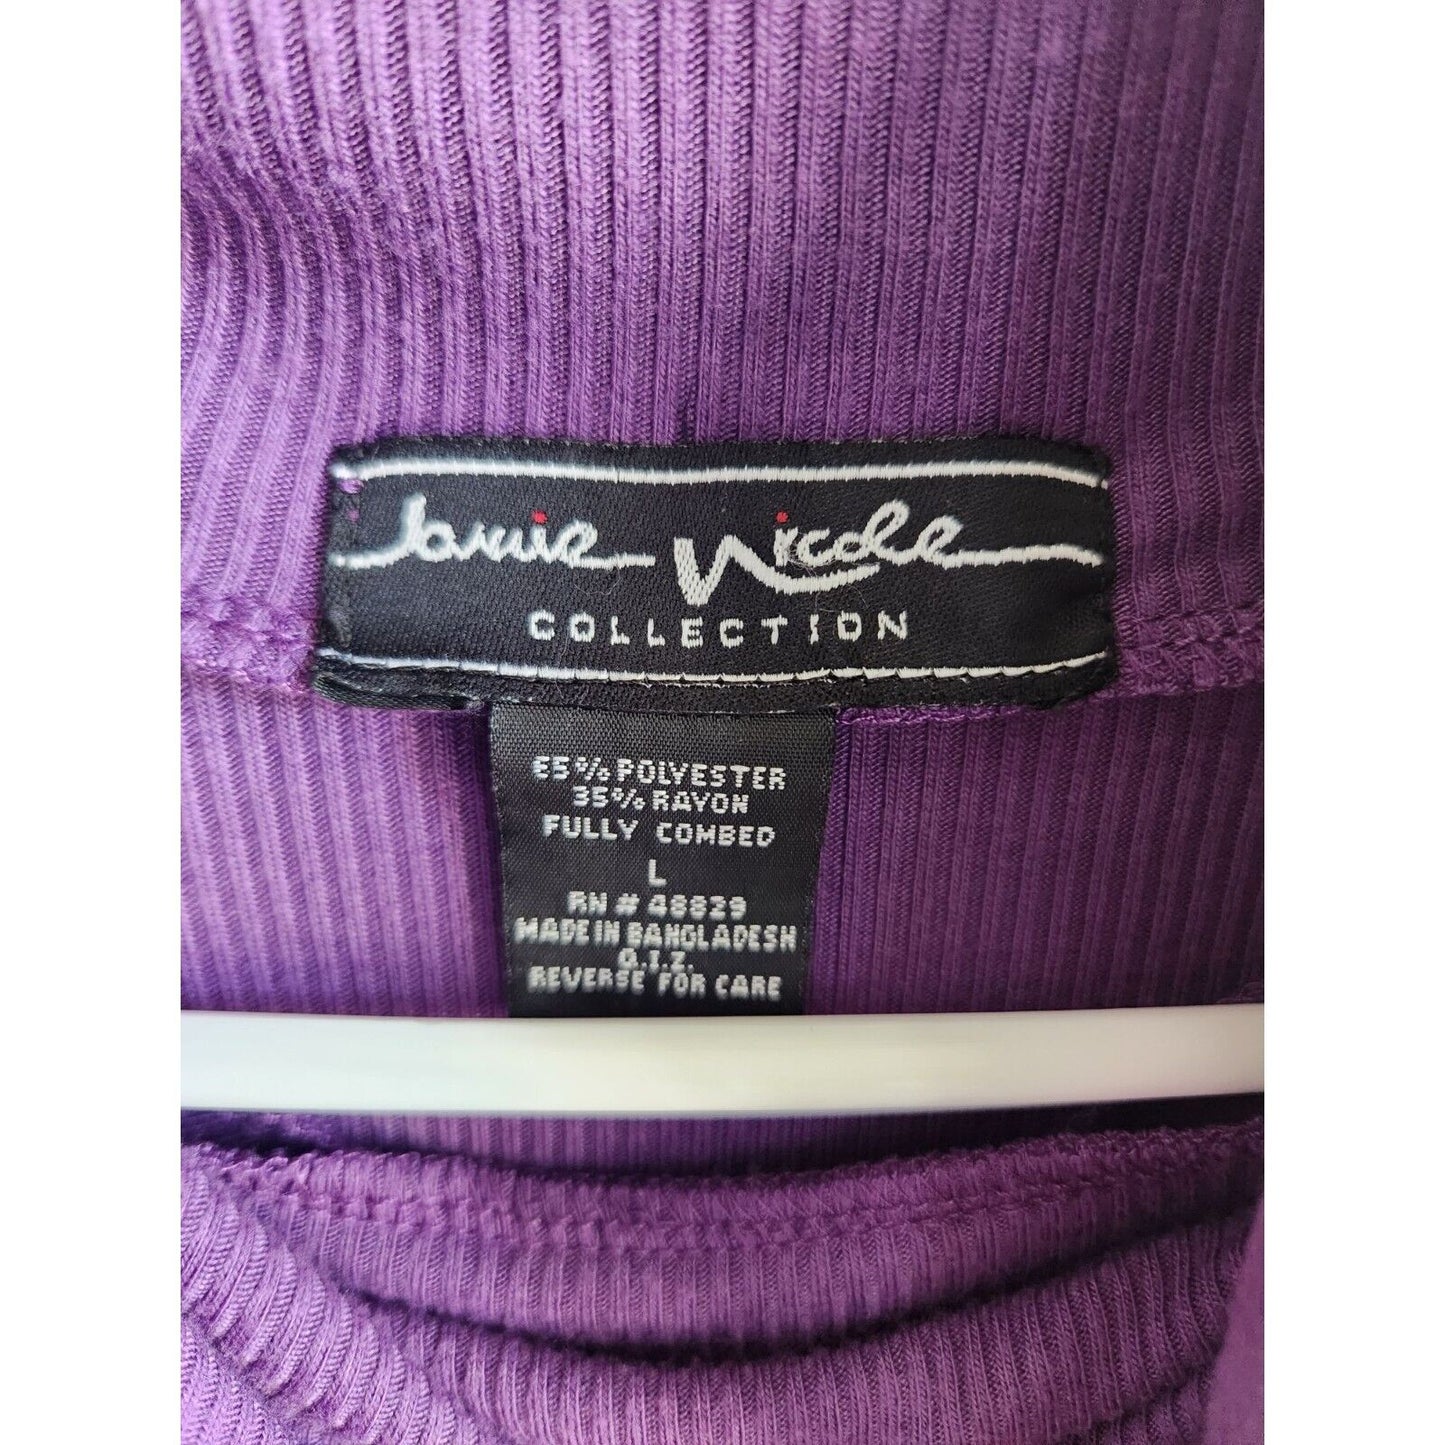 Jamie Nicole
COLLECTION
65% POLYESTER
35% RAYON
FULLY COMBED
L
RN # 48829
MADE IN BANGLADESH
Q.I.Z.
REVERSE FOR CARE